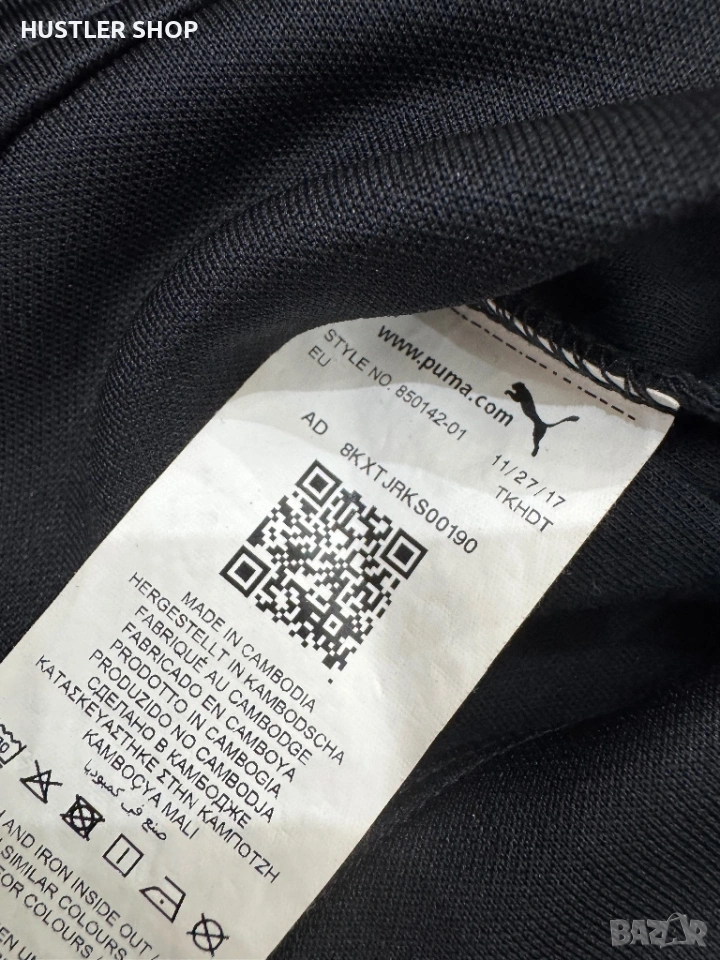 HUSTLER SHOP
www.puma.com
STYLE NO. 850142-01
EU
11/27/17
TKHDT
AD 8KXTJRKS00190
MADE IN CAMBODIA
HERGESTELLT IN KAMBODSCHA
FABRIQUÉ AU CAMBODGE
FABRICADO EN CAMBOYA
PRODOTTO IN CAMBOGIA
PRODUZIDO NO CAMBODJA
СДЕЛАНО В КАМБОДЖЕ
ΚΑΤΑΣΚΕΥΑΣΤΗΚΕ ΣΤΗΝ ΚΑΜΠΟΤΖΗ
KAMBOÇYA MALI
صنع في كمبوديا
AND IRON INSIDE OUT /
SIMILAR COLOURS /
FOR COLOURS /
BAZAR